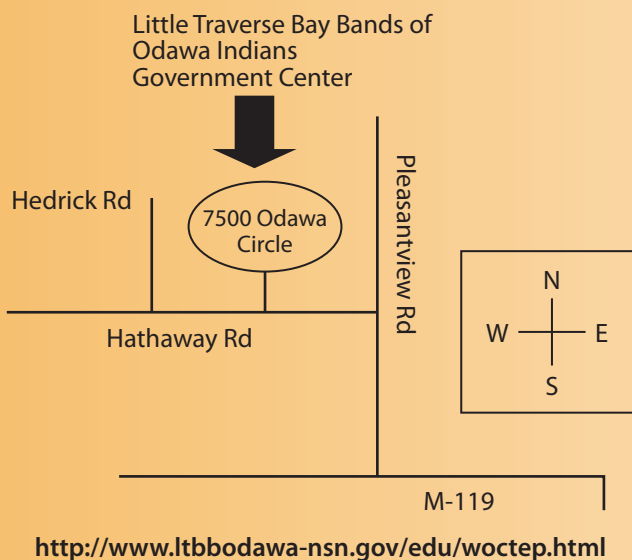 Little Traverse Bay Bands of
Odawa Indians
Government Center
Hedrick Rd
7500 Odawa
Circle
Pleasantview Rd
Hathaway Rd
N
W
E
S
M-119
http://www.ltbbodawa-nsn.gov/edu/woctep.html